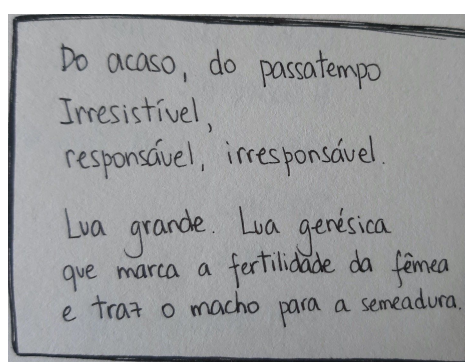 Do acaso, do passatempo
Irresistível,
responsável, irresponsável.
Lua grande. Lua genésica
que marca a fertilidade da fêmea
e traz o macho para a semeadura.